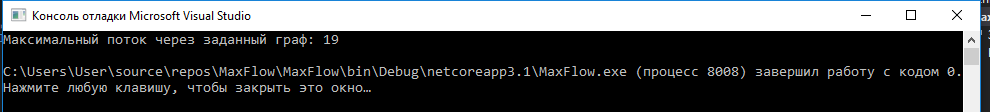 Консоль отладки Microsoft Visual Studio
Максимальный поток через заданный граф: 19
C:\Users\User\source\repos\MaxFlow\MaxFlow\bin\Debug\netcoreapp3.1\MaxFlow.exe (процесс 8008) завершил работу с кодом 0.
Нажмите любую клавишу, чтобы закрыть это окно…